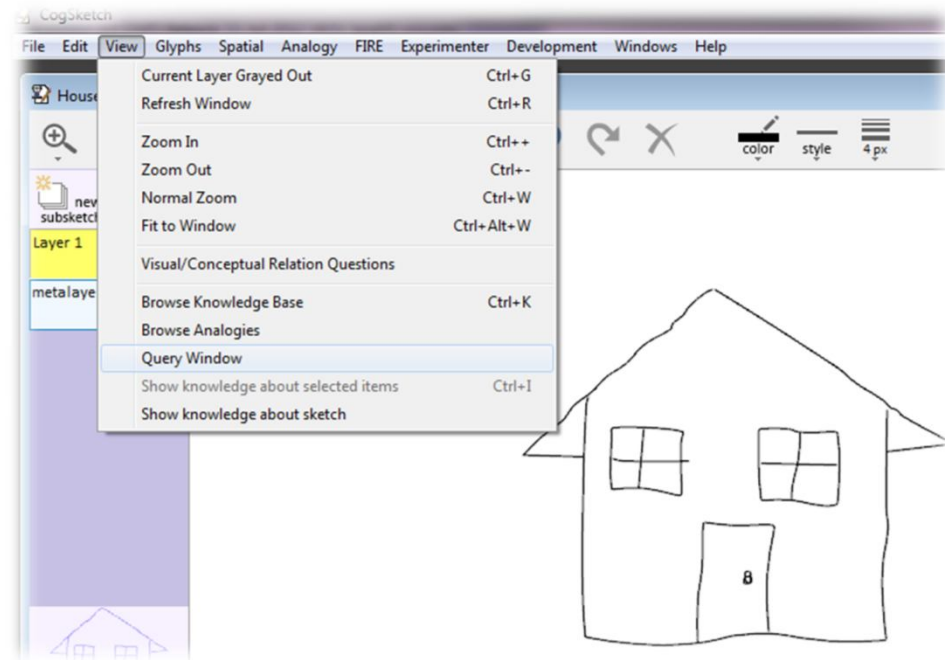 CogSketch
File Edit View Glyphs Spatial Analogy FIRE Experimenter Development Windows Help
House
Current Layer Grayed Out Ctrl+G
Refresh Window Ctrl+R
Zoom In Ctrl++
Zoom Out Ctrl+-
Normal Zoom Ctrl+W
Fit to Window Ctrl+Alt+W
Visual/Conceptual Relation Questions
Browse Knowledge Base Ctrl+K
Browse Analogies
Query Window
Show knowledge about selected items Ctrl+I
Show knowledge about sketch
color style 4 px
new
subsketch
Layer 1
metalaye